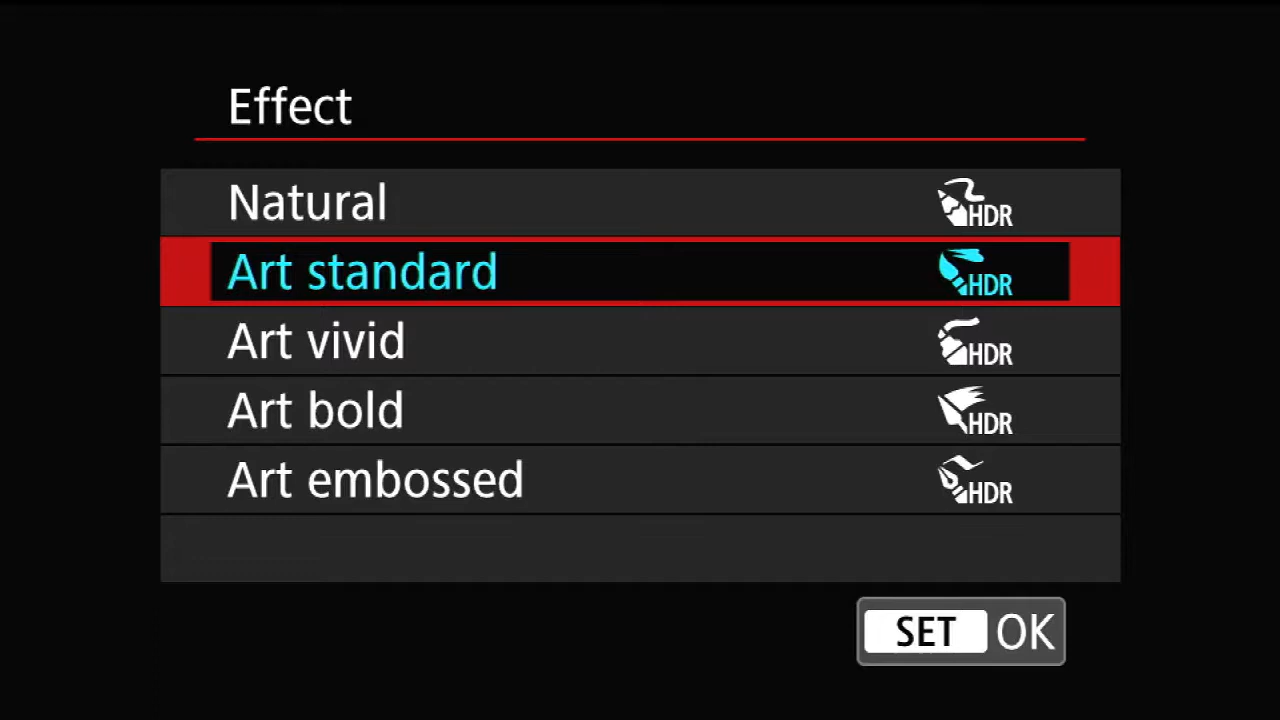 Effect
Natural HDR
Art standard HDR
Art vivid HDR
Art bold HDR
Art embossed HDR
SET OK